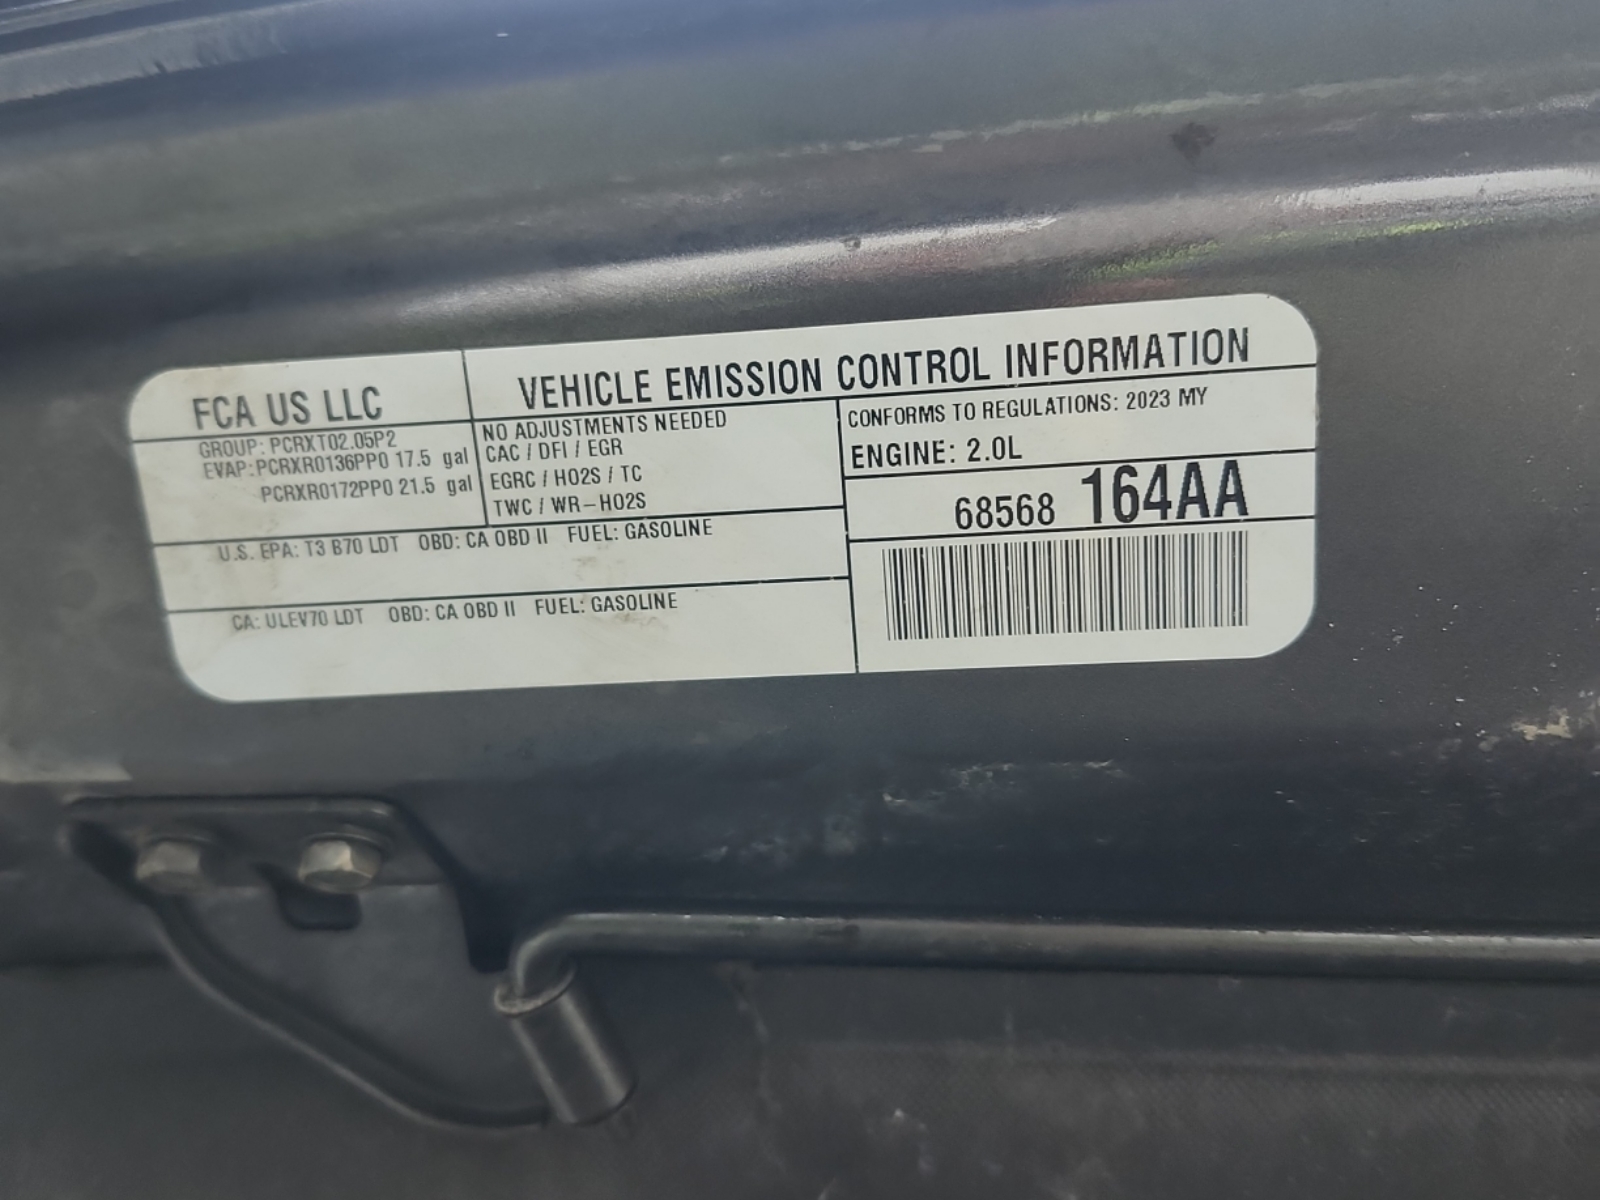 FCA US LLC
VEHICLE EMISSION CONTROL INFORMATION
GROUP: PCRXT02.05P2
EVAP: PCRXR0136PP0 17.5 gal
PCRXR0172PP0 21.5 gal
NO ADJUSTMENTS NEEDED
CAC / DFI / EGR
EGRC / HO2S / TC
TWC / WR-HO2S
CONFORMS TO REGULATIONS: 2023 MY
ENGINE: 2.0L
68568 164AA
U.S. EPA: T3 B70 LDT OBD: CA OBD II FUEL: GASOLINE
CA: ULEV70 LDT OBD: CA OBD II FUEL: GASOLINE